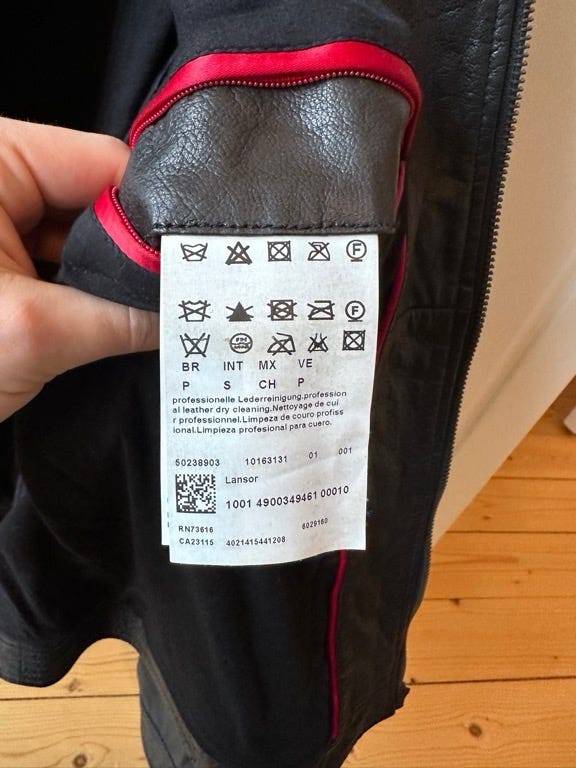 F
F
BR INT MX VE
P S CH P
professionelle Lederreinigung.profession
al leather dry cleaning.Nettoyage de cui
r professionnel.Limpeza de couro profiss
ional.Limpieza profesional para cuero.
50238903 10163131 01 001
Lansor
1001 4900349461 00010
RN73616 6029160
CA23115 4021415441208